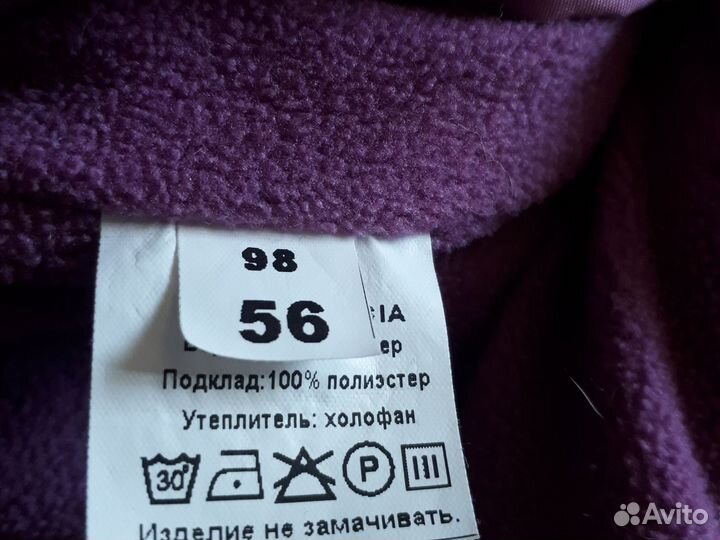 98
56
Подклад:100% полиэстер
Утеплитель: холофан
30°
P
Изделие не замачивать.
Avito